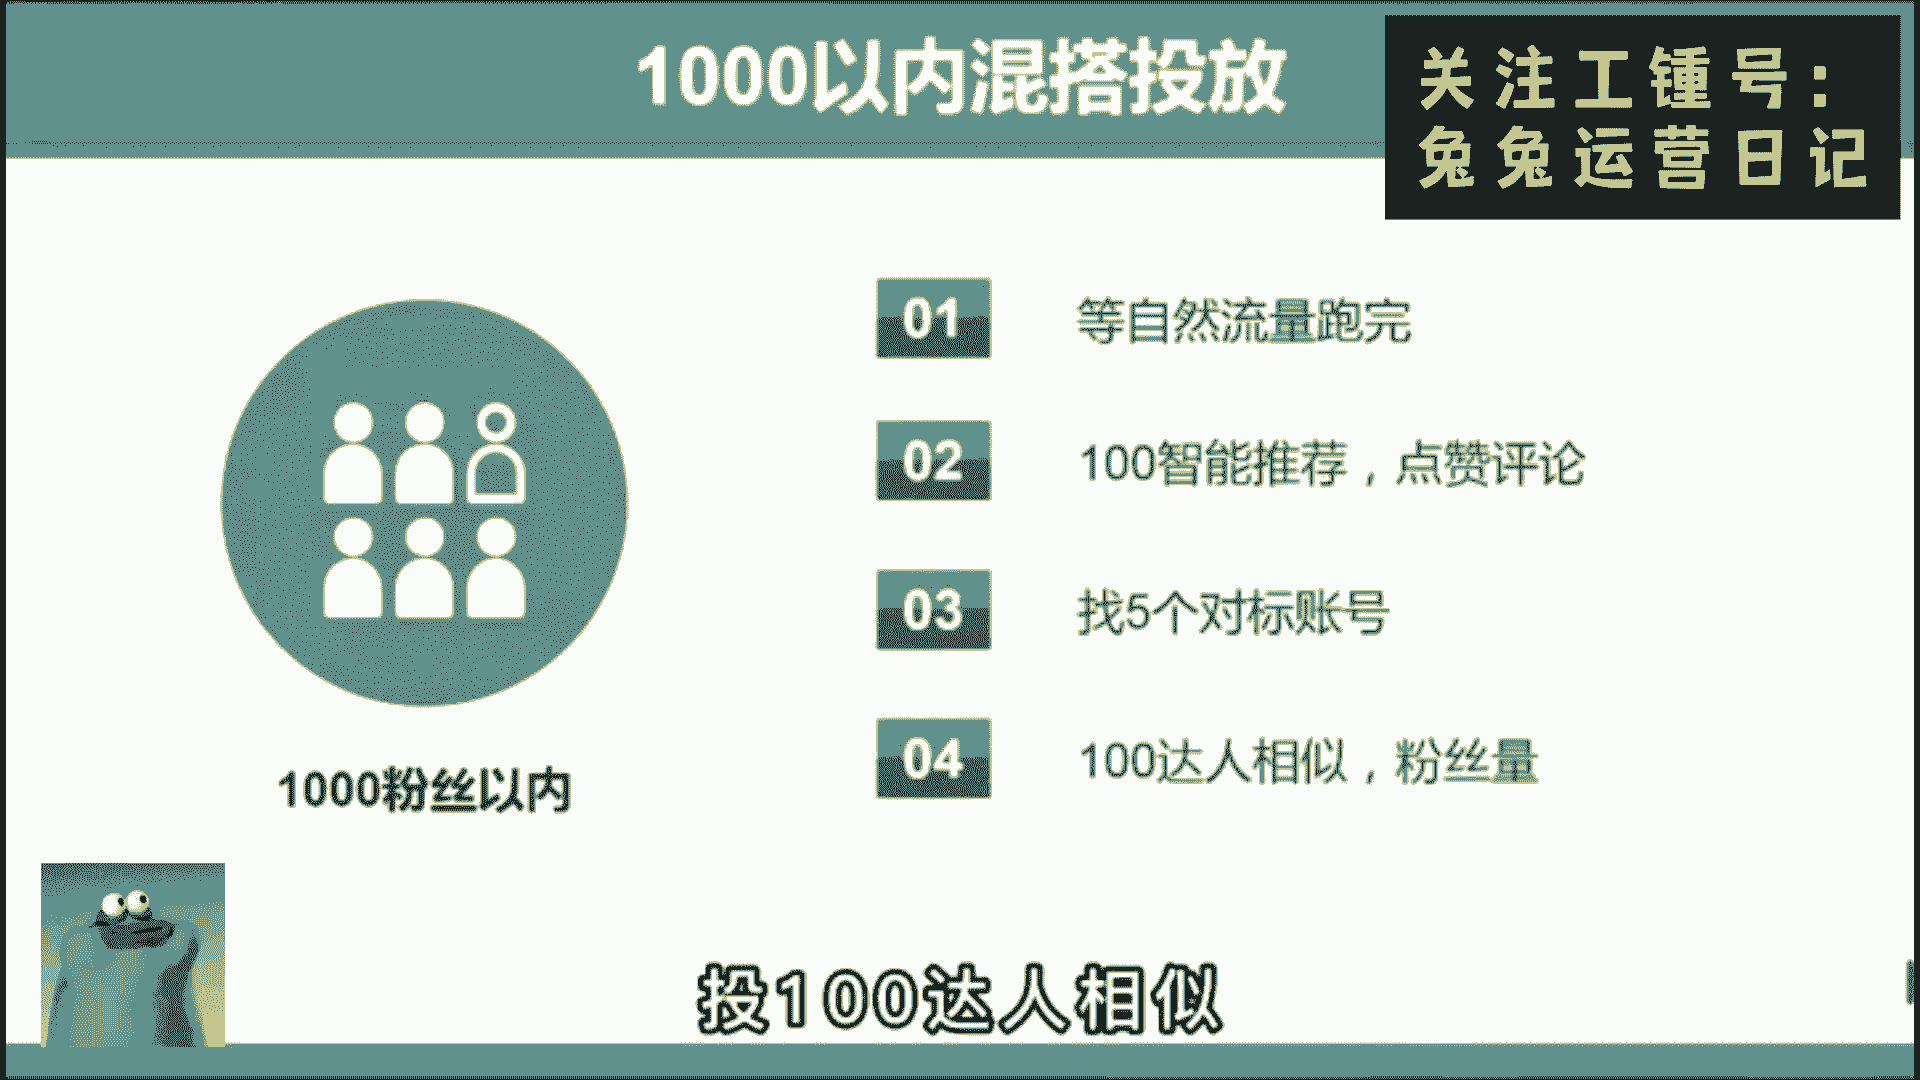 1000以内混搭投放
关注工锺号：
兔兔运营日记
01 等自然流量跑完
02 100智能推荐，点赞评论
03 找5个对标账号
04 100达人相似，粉丝量
1000粉丝以内
投100达人相似